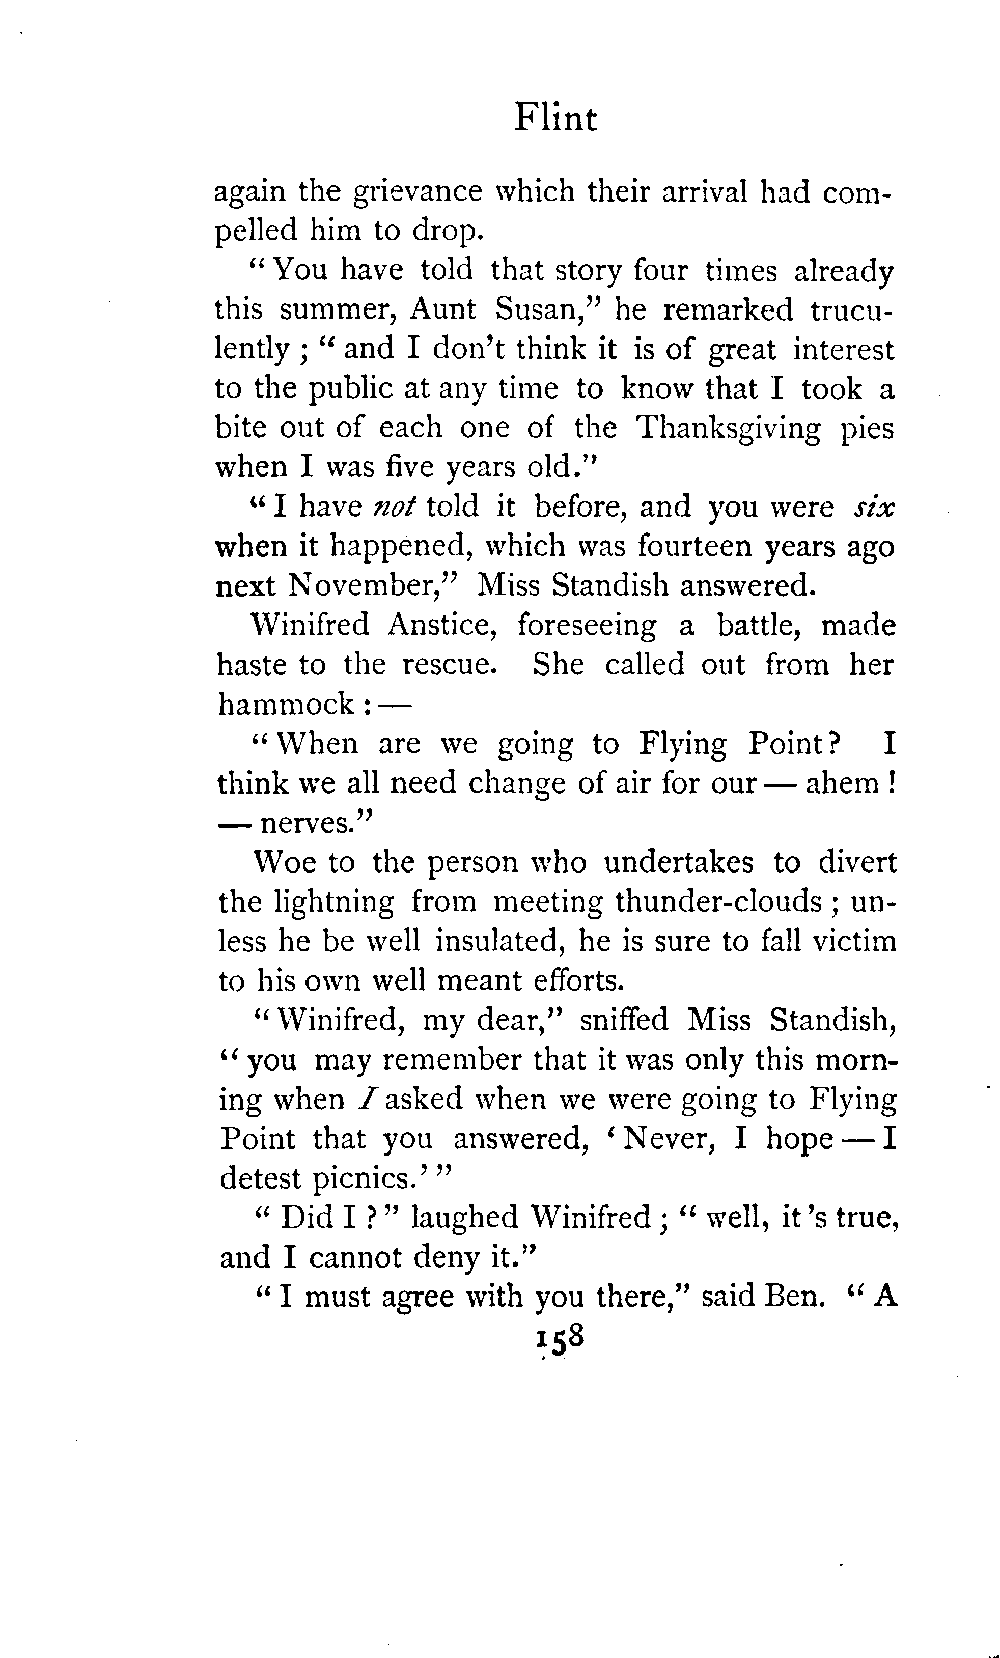 Flint
again the grievance which their arrival had com-
pelled him to drop.
" You have told that story four times already
this summer, Aunt Susan," he remarked trucu-
lently ; " and I don't think it is of great interest
to the public at any time to know that I took a
bite out of each one of the Thanksgiving pies
when I was five years old."
" I have not told it before, and you were six
when it happened, which was fourteen years ago
next November," Miss Standish answered.
Winifred Anstice, foreseeing a battle, made
haste to the rescue. She called out from her
hammock : —
" When are we going to Flying Point? I
think we all need change of air for our — ahem !
— nerves."
Woe to the person who undertakes to divert
the lightning from meeting thunder-clouds ; un-
less he be well insulated, he is sure to fall victim
to his own well meant efforts.
" Winifred, my dear," sniffed Miss Standish,
" you may remember that it was only this morn-
ing when I asked when we were going to Flying
Point that you answered, ' Never, I hope — I
detest picnics.' "
" Did I ? " laughed Winifred ; " well, it 's true,
and I cannot deny it."
" I must agree with you there," said Ben. " A
158